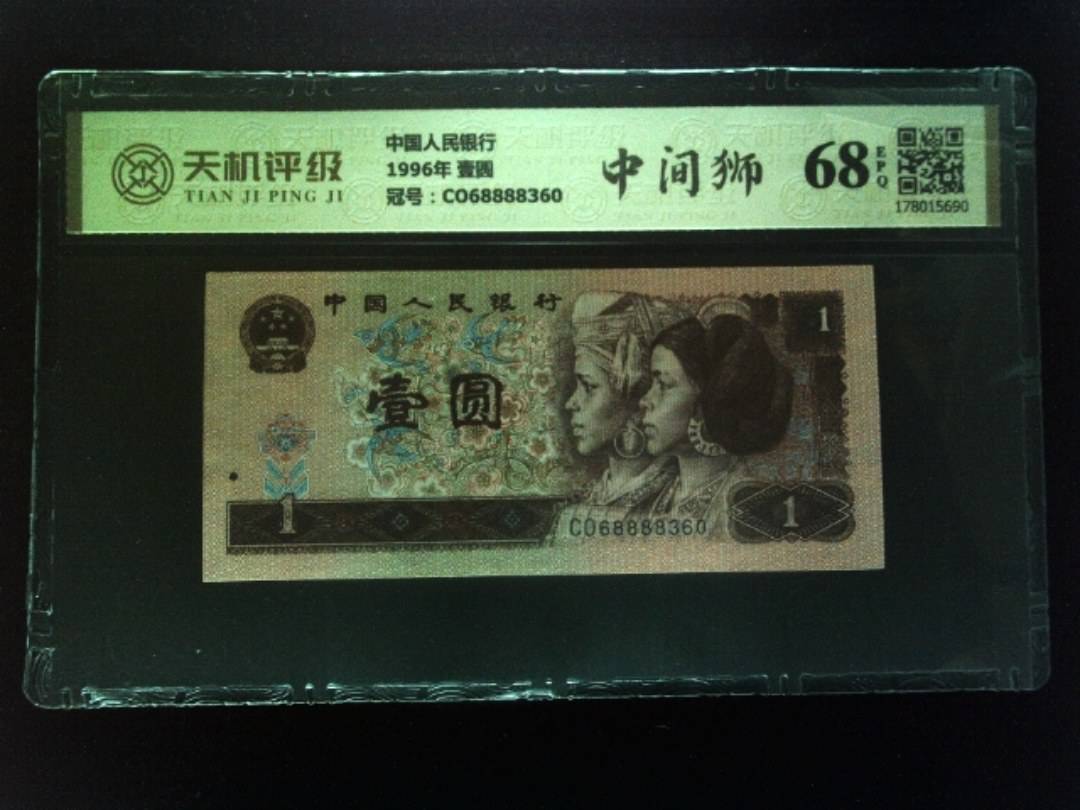 天机评级
TIAN JI PING JI
中国人民银行
1996年 壹圆
冠号：CO68888360
中间狮
68
EPQ
178015690
中国人民银行
1
壹圆
1
CO68888360
1